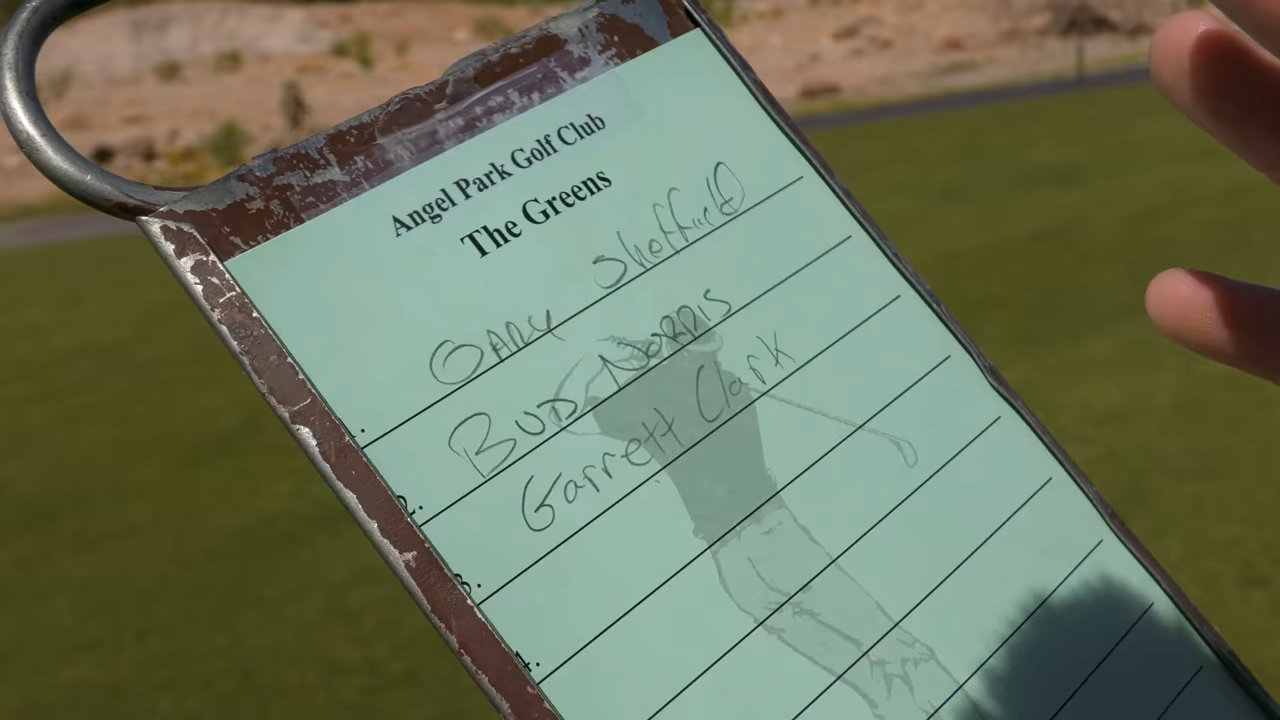 Angel Park Golf Club
The Greens
1. GARY Sheffield
2. BUD NORRIS
3. Garrett Clark
4.